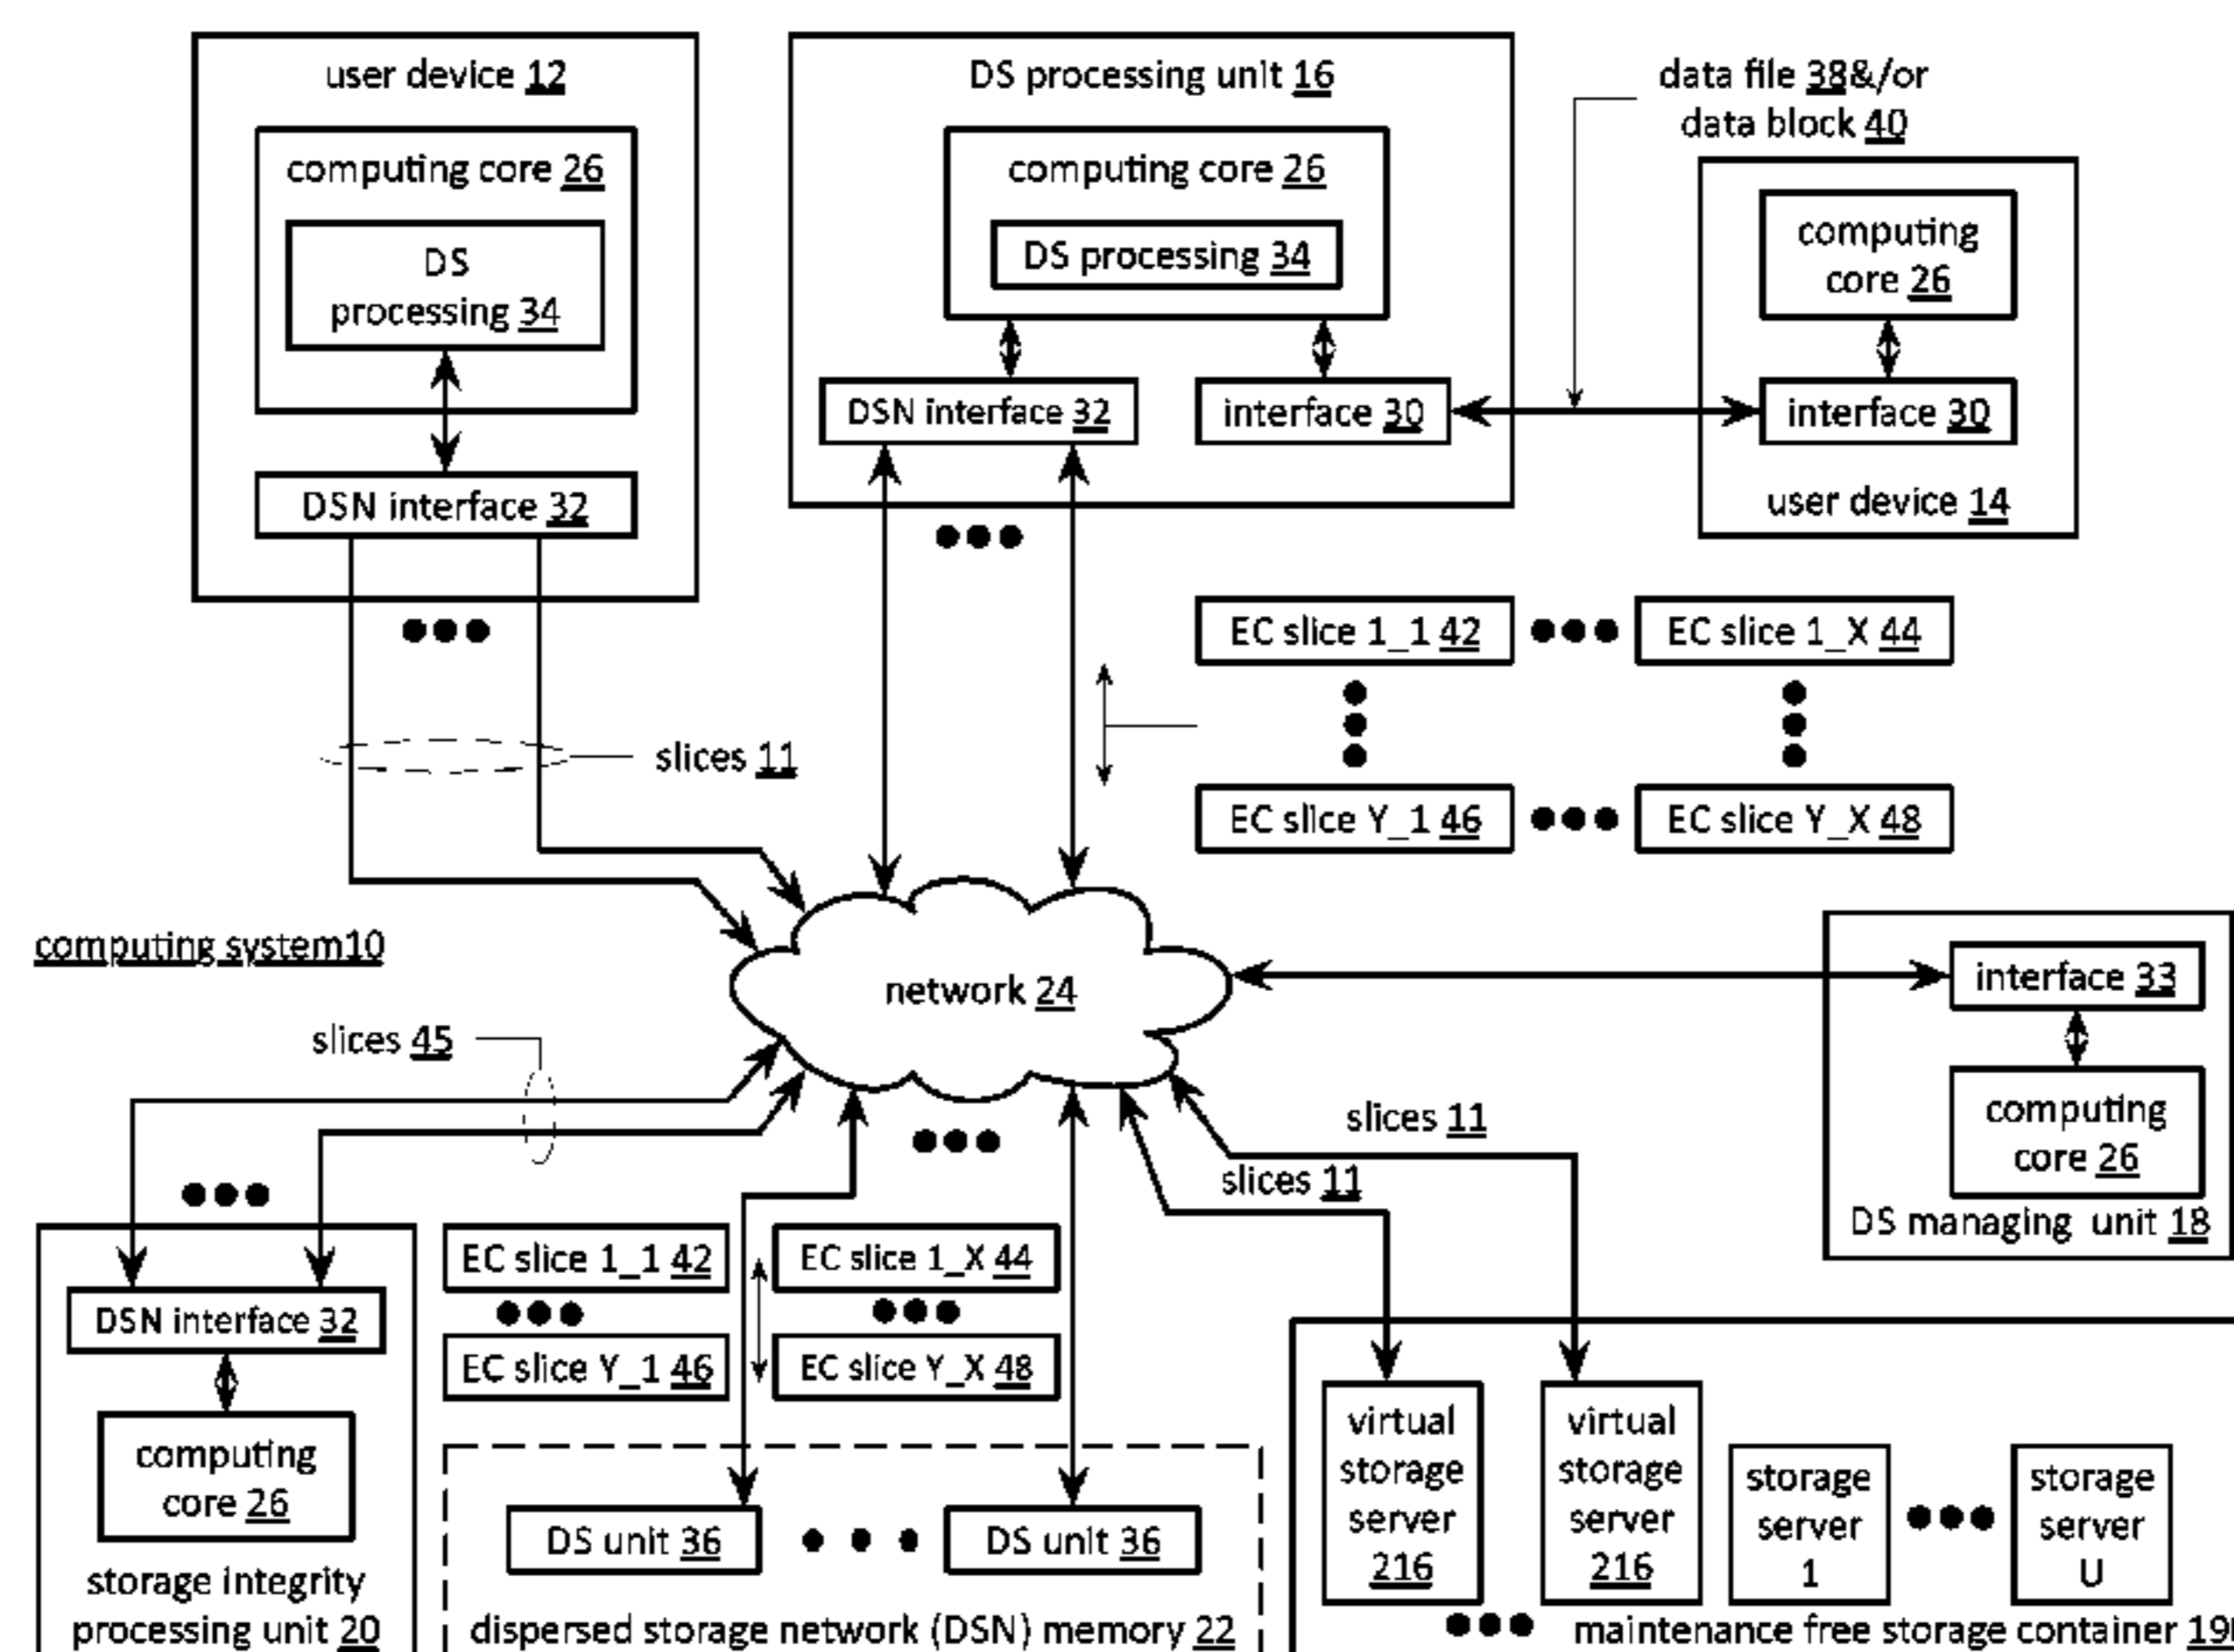 user device 12
computing core 26
DS
processing 34
DSN interface 32
DS processing unit 16
computing core 26
DS processing 34
DSN interface 32
interface 30
data file 38&/or
data block 40
computing
core 26
interface 30
user device 14
EC slice 1_1 42
EC slice 1_X 44
EC slice Y_1 46
EC slice Y_X 48
slices 11
computing system10
network 24
interface 33
computing
core 26
DS managing unit 18
slices 45
slices 11
slices 11
DSN interface 32
computing
core 26
storage integrity
processing unit 20
EC slice 1_1 42
EC slice 1_X 44
EC slice Y_1 46
EC slice Y_X 48
DS unit 36
DS unit 36
dispersed storage network (DSN) memory 22
virtual
storage
server
216
virtual
storage
server
216
storage
server
1
storage
server
U
maintenance free storage container